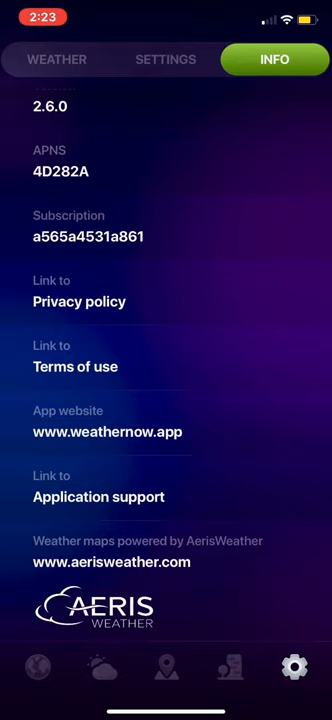 2:23
WEATHER SETTINGS INFO
2.6.0
APNS
4D282A
Subscription
a565a4531a861
Link to
Privacy policy
Link to
Terms of use
App website
www.weathernow.app
Link to
Application support
Weather maps powered by AerisWeather
www.aerisweather.com
AERIS
WEATHER